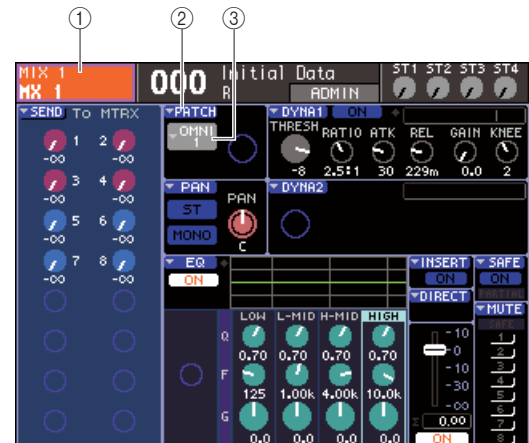 1 2 3
MIX 1
MX 1
000 Initial Data
R ADMIN
ST1 ST2 ST3 ST4
SEND TO MTRX
1 2
-∞ -∞
3 4
-∞ -∞
5 6
-∞ -∞
7 8
-∞ -∞
PATCH
OMNI
1
DYNA1 ON
THRESH RATIO ATK REL GAIN KNEE
-8 2.5:1 30 229m 0.0 2
PAN
ST
MONO
PAN
C
DYNA2
EQ
ON
INSERT
ON
SAFE
ON
PARTIAL
DIRECT
MUTE
SAFE
LOW L-MID H-MID HIGH
Q 0.70 0.70 0.70 0.70
F 125 1.00k 4.00k 10.0k
G 0.0 0.0 0.0 0.0
-10
-0
-10
-30
-∞
Σ 0.00
ON
1
2
3
4
5
6
7
8